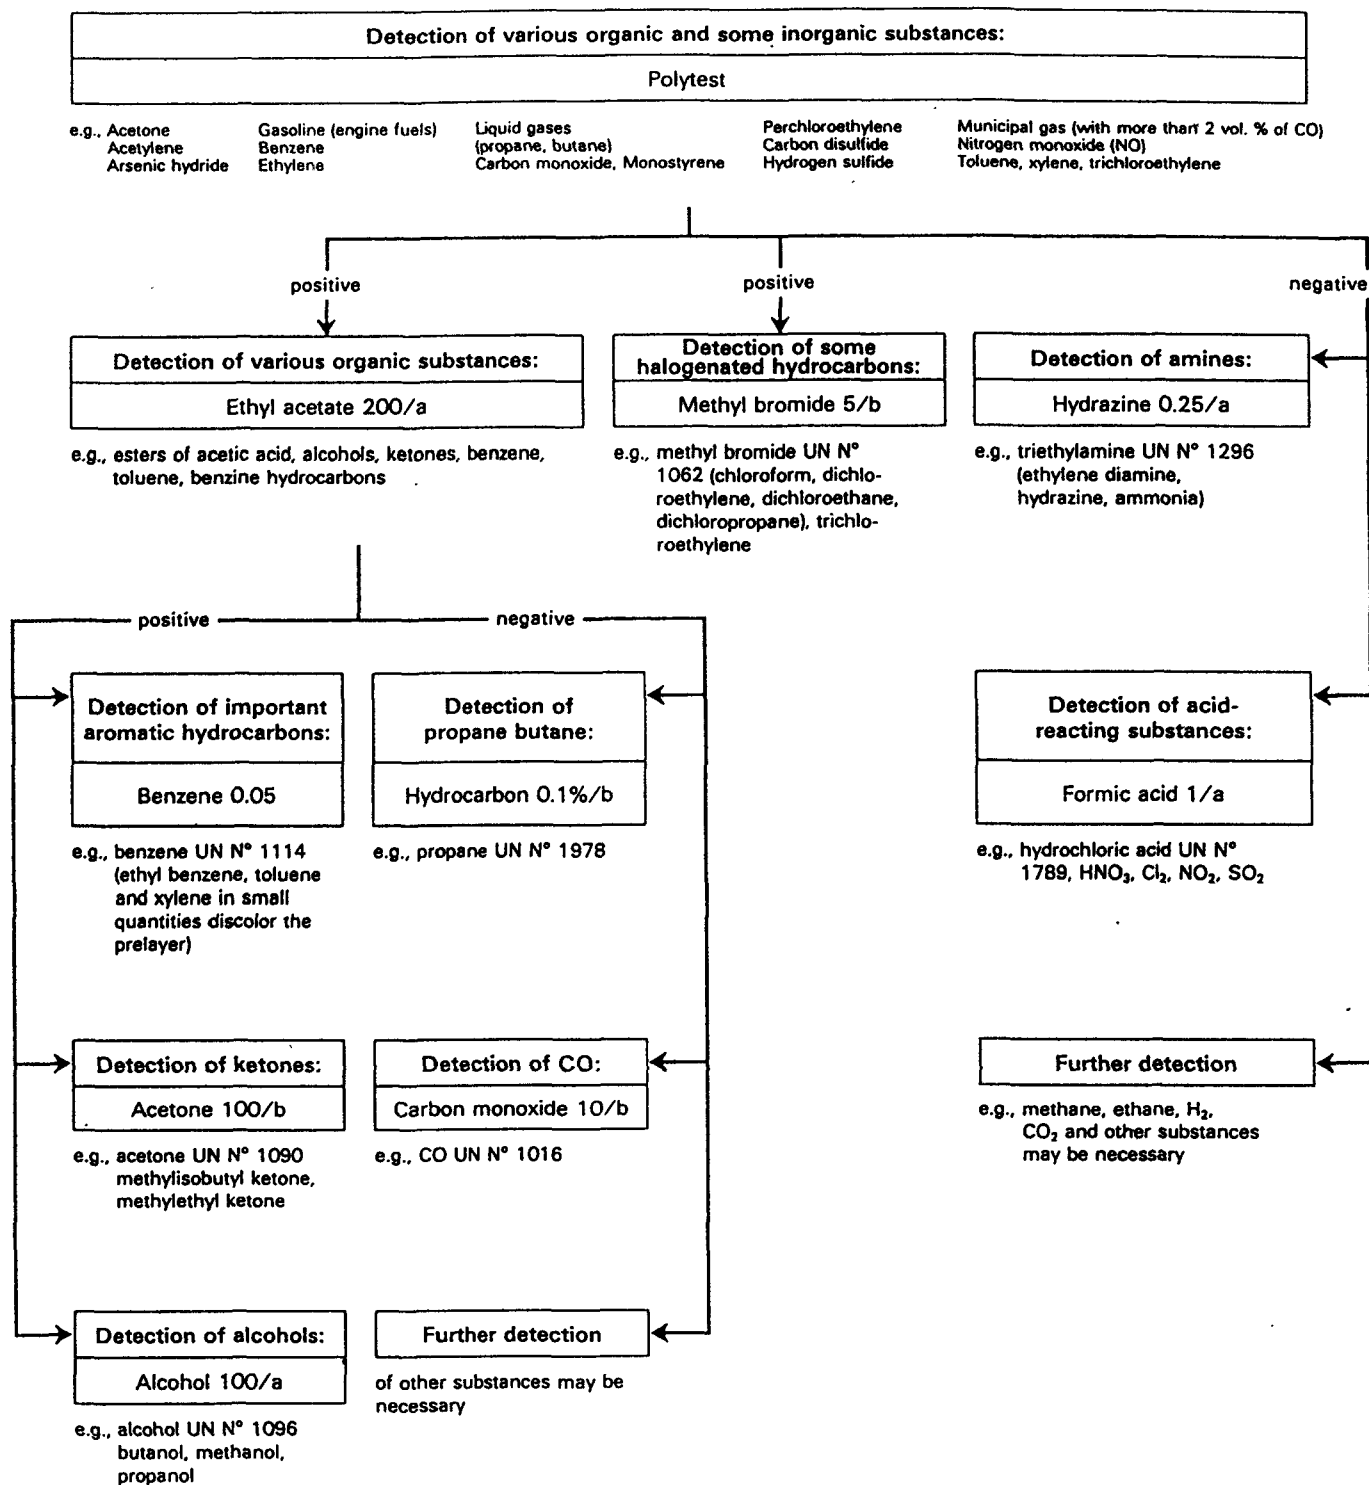 Detection of various organic and some inorganic substances:
Polytest
e.g., Acetone
Acetylene
Arsenic hydride
Gasoline (engine fuels)
Benzene
Ethylene
Liquid gases
(propane, butane)
Carbon monoxide, Monostyrene
Perchloroethylene
Carbon disulfide
Hydrogen sulfide
Municipal gas (with more than 2 vol. % of CO)
Nitrogen monoxide (NO)
Toluene, xylene, trichloroethylene
positive
positive
negative
Detection of various organic substances:
Ethyl acetate 200/a
e.g., esters of acetic acid, alcohols, ketones, benzene,
toluene, benzine hydrocarbons
Detection of some
halogenated hydrocarbons:
Methyl bromide 5/b
e.g., methyl bromide UN N°
1062 (chloroform, dichlo-
roethylene, dichloroethane,
dichloropropane), trichlo-
roethylene
Detection of amines:
Hydrazine 0.25/a
e.g., triethylamine UN N° 1296
(ethylene diamine,
hydrazine, ammonia)
positive
negative
Detection of important
aromatic hydrocarbons:
Benzene 0.05
e.g., benzene UN N° 1114
(ethyl benzene, toluene
and xylene in small
quantities discolor the
prelayer)
Detection of
propane butane:
Hydrocarbon 0.1%/b
e.g., propane UN N° 1978
Detection of acid-
reacting substances:
Formic acid 1/a
e.g., hydrochloric acid UN N°
1789, HNO₃, Cl₂, NO₂, SO₂
Detection of ketones:
Acetone 100/b
e.g., acetone UN N° 1090
methylisobutyl ketone,
methylethyl ketone
Detection of CO:
Carbon monoxide 10/b
e.g., CO UN N° 1016
Further detection
e.g., methane, ethane, H₂,
CO₂ and other substances
may be necessary
Detection of alcohols:
Alcohol 100/a
e.g., alcohol UN N° 1096
butanol, methanol,
propanol
Further detection
of other substances may be
necessary